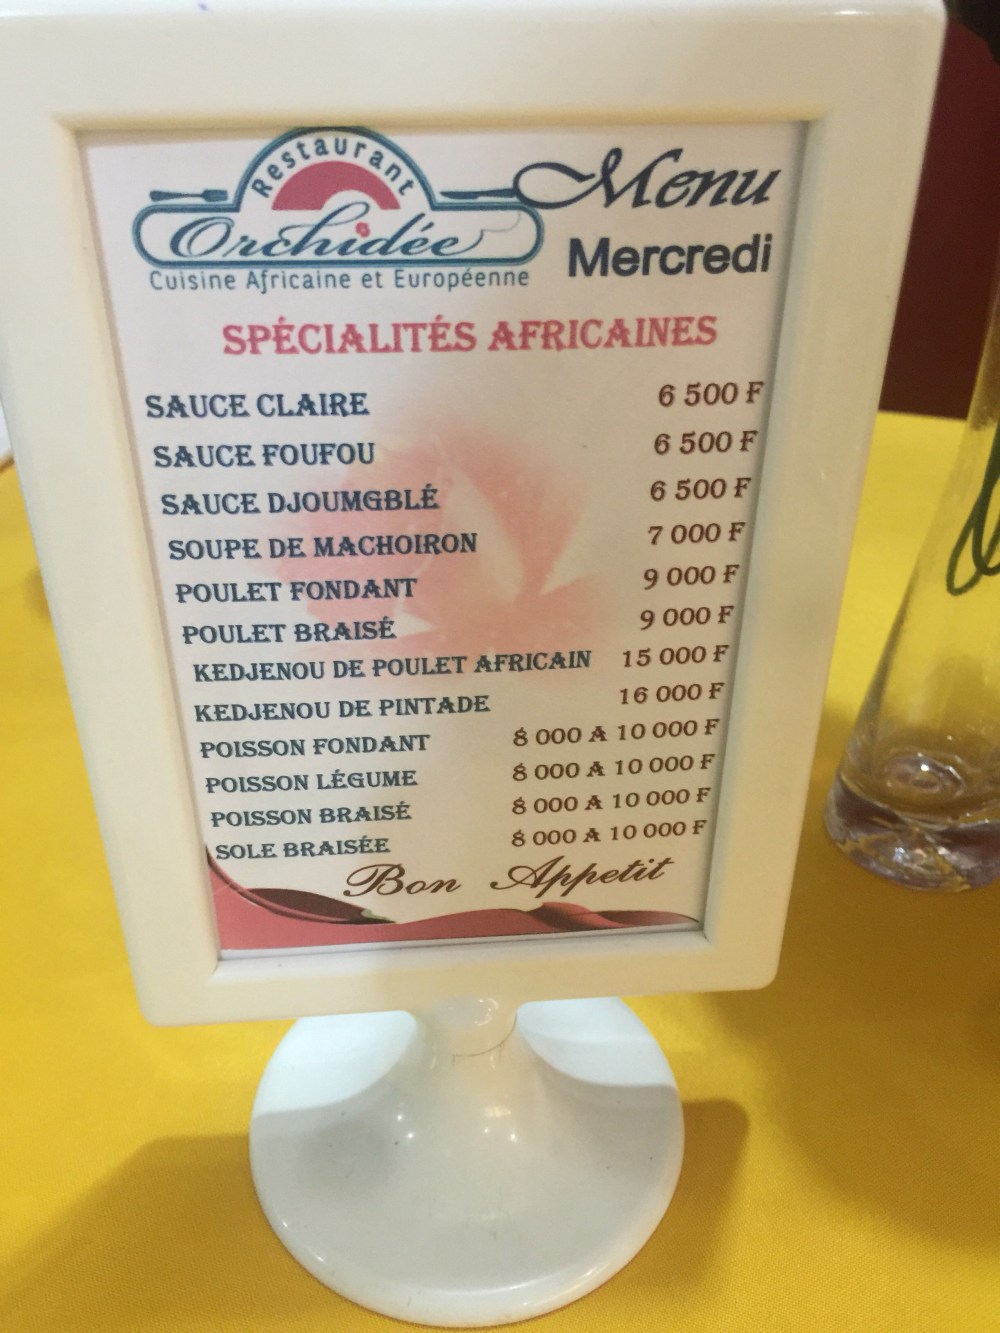 Restaurant
Orchidée
Cuisine Africaine et Européenne
Menu
Mercredi
SPÉCIALITÉS AFRICAINES
SAUCE CLAIRE 6 500 F
SAUCE FOUFOU 6 500 F
SAUCE DJOUMGBLÉ 6 500 F
SOUPE DE MACHOIRON 7 000 F
POULET FONDANT 9 000 F
POULET BRAISÉ 9 000 F
KEDJENOU DE POULET AFRICAIN 15 000 F
KEDJENOU DE PINTADE 16 000 F
POISSON FONDANT 8 000 A 10 000 F
POISSON LÉGUME 8 000 A 10 000 F
POISSON BRAISÉ 8 000 A 10 000 F
SOLE BRAISÉE 8 000 A 10 000 F
Bon Appetit